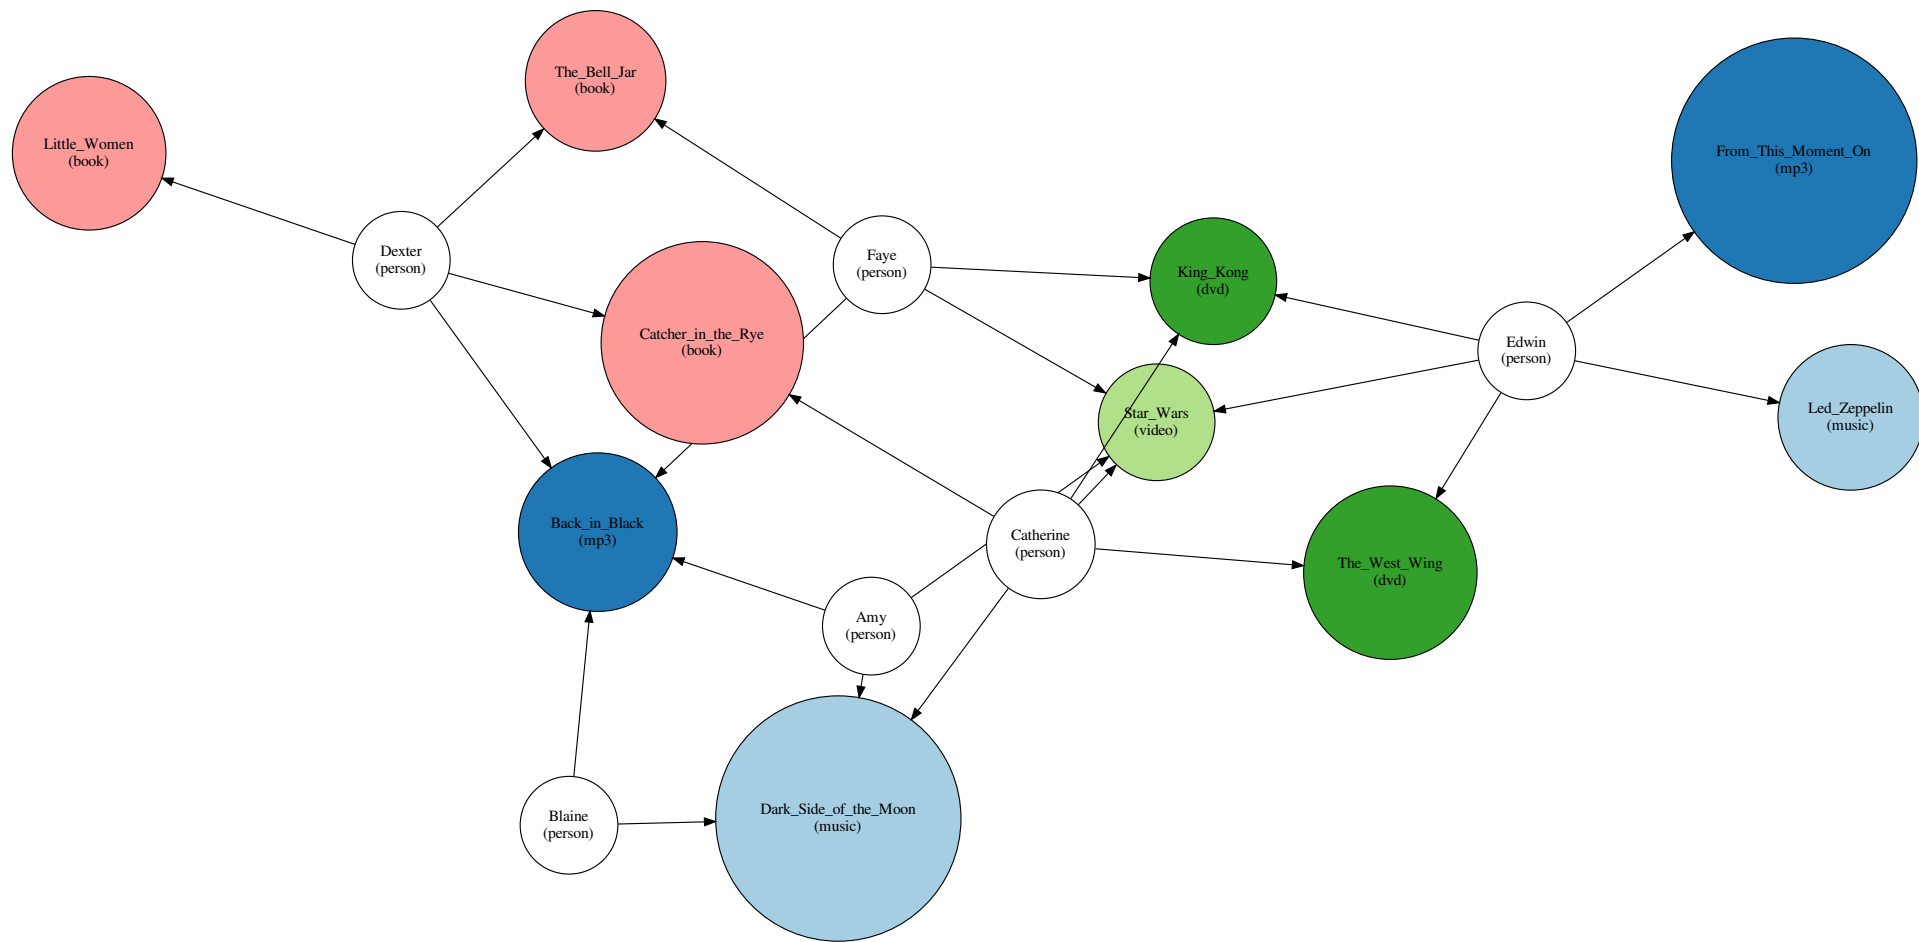 The_Bell_Jar
(book)
Little_Women
(book)
From_This_Moment_On
(mp3)
Dexter
(person)
Faye
(person)
King_Kong
(dvd)
Catcher_in_the_Rye
(book)
Edwin
(person)
Star_Wars
(video)
Led_Zeppelin
(music)
Back_in_Black
(mp3)
Catherine
(person)
The_West_Wing
(dvd)
Amy
(person)
Blaine
(person)
Dark_Side_of_the_Moon
(music)